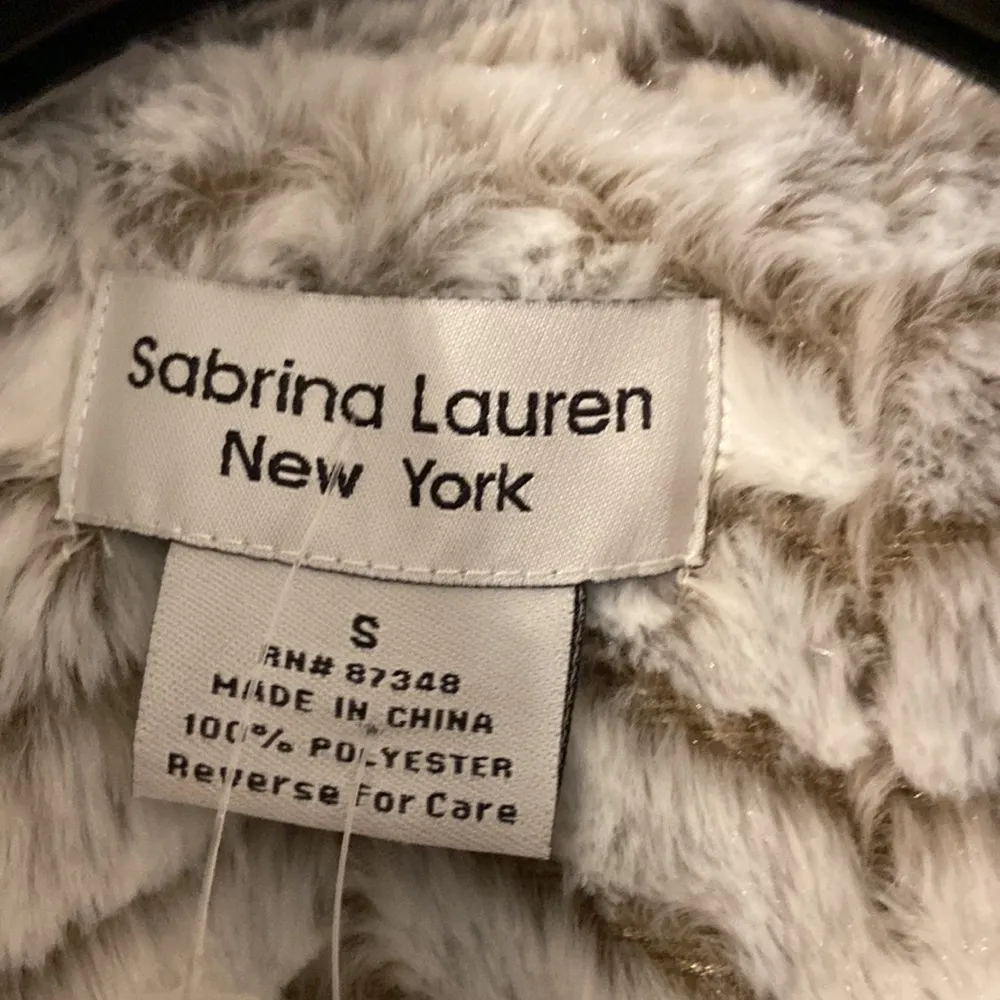 Sabrina Lauren
New York
S
RN# 87348
MADE IN CHINA
100% POLYESTER
Reverse For Care